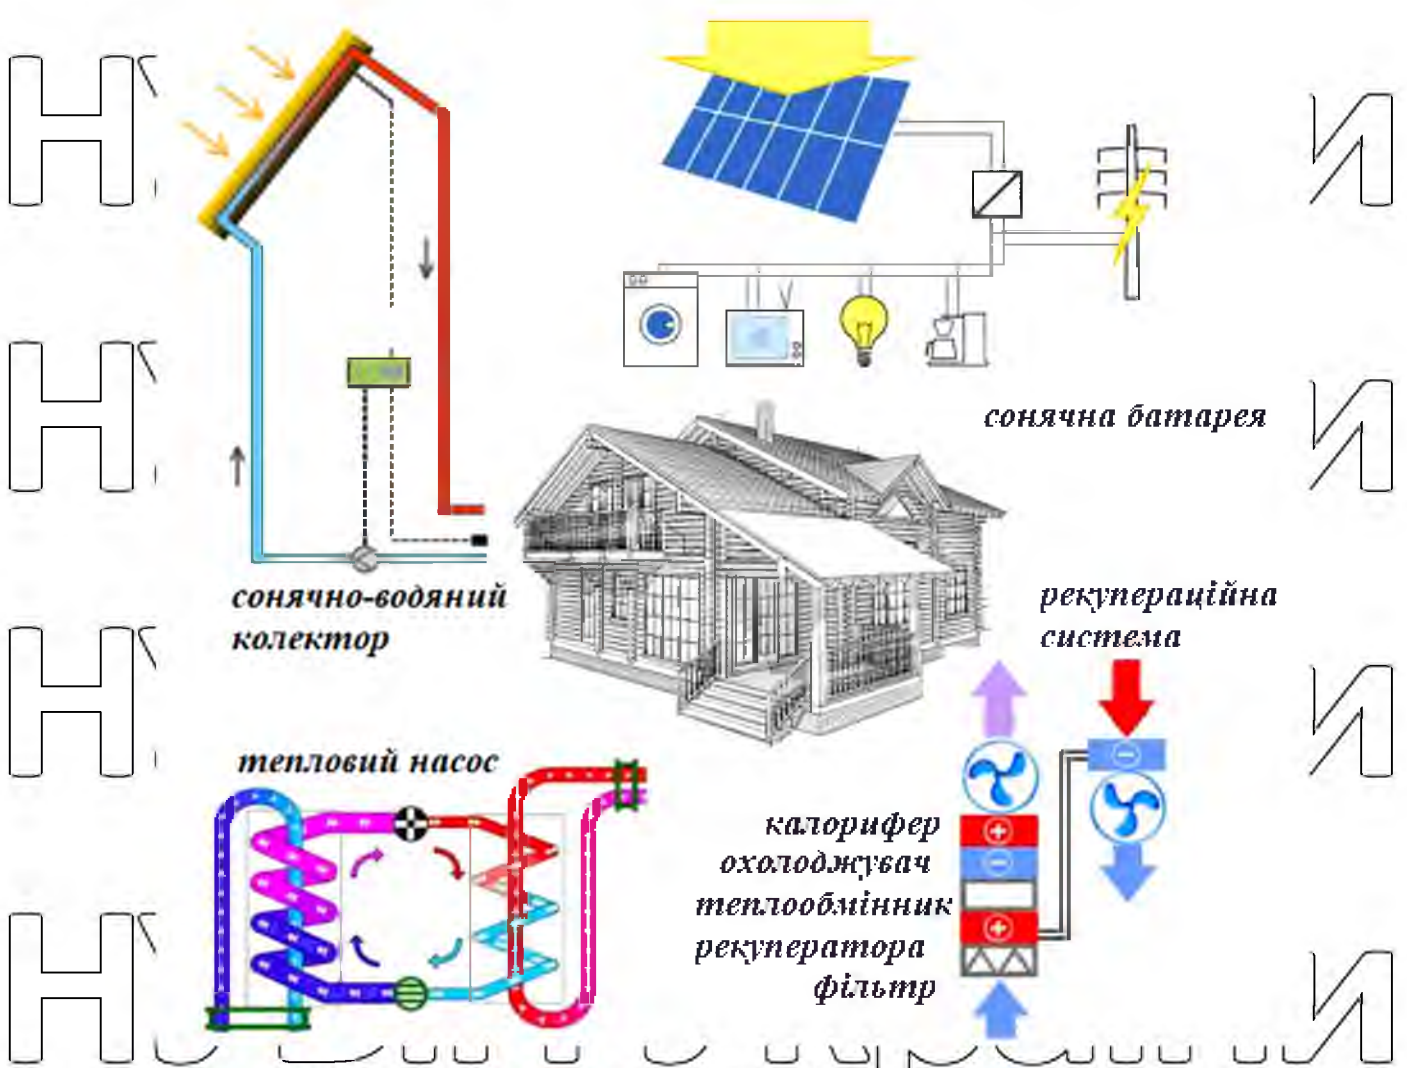 сонячна батарея
сонячно-водяний
колектор
рекупераційна
система
тепловий насос
калорифер
охолоджувач
теплообмінник
рекуператора
фільтр